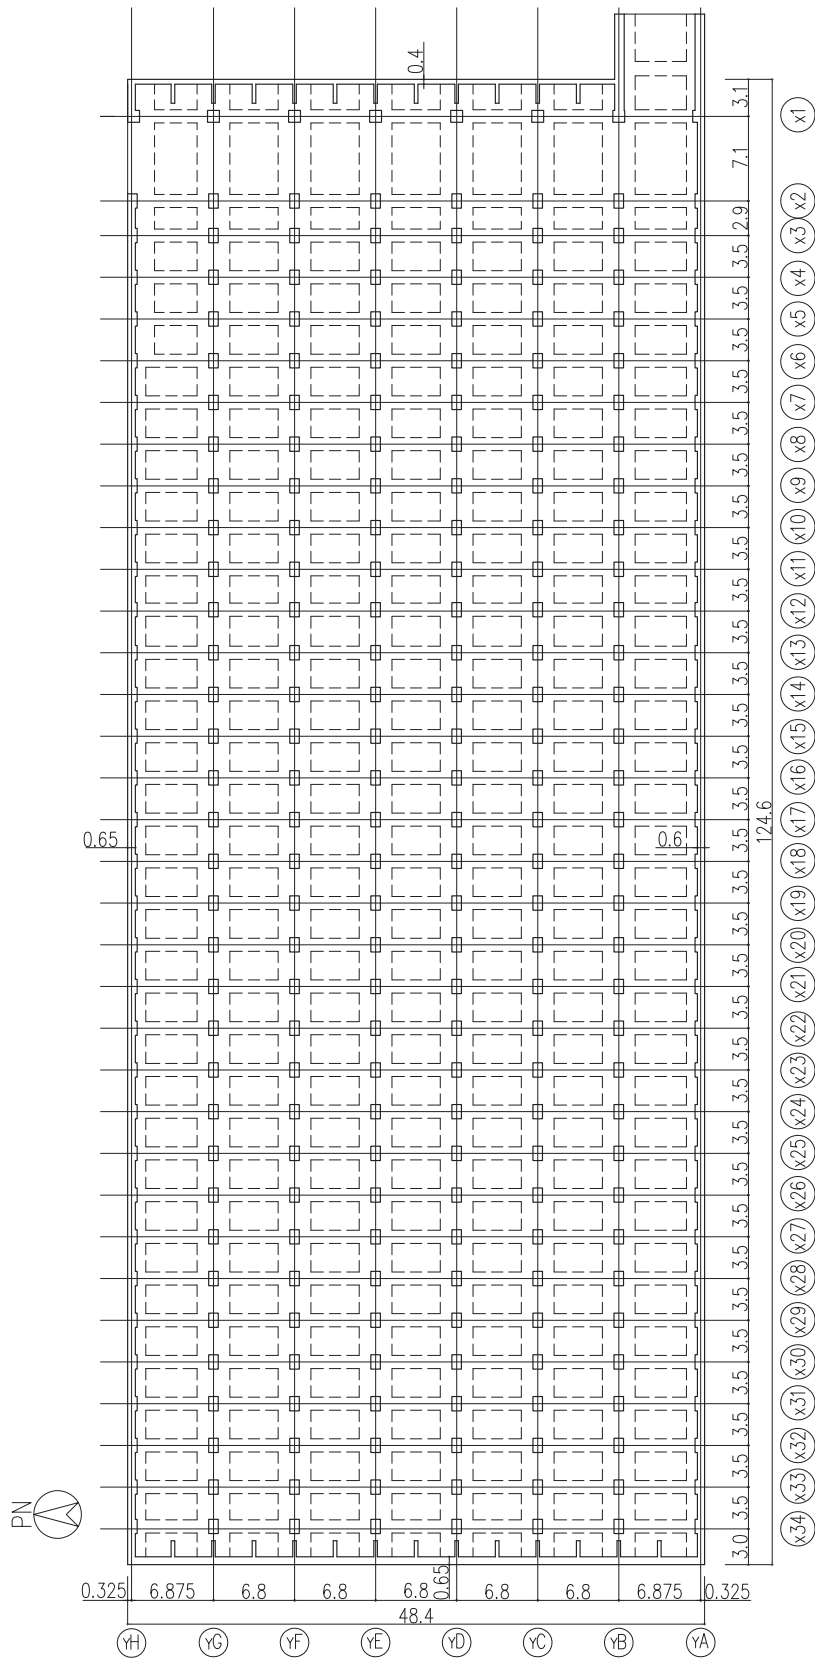 0.4
3.1
x1
7.1
x2
2.9
x3
3.5
x4
3.5
x5
3.5
x6
3.5
x7
3.5
x8
3.5
x9
3.5
x10
3.5
x11
3.5
x12
3.5
x13
3.5
x14
3.5
x15
3.5
x16
3.5
x17
124.6
0.65
0.6
3.5
x18
3.5
x19
3.5
x20
3.5
x21
3.5
x22
3.5
x23
3.5
x24
3.5
x25
3.5
x26
3.5
x27
3.5
x28
3.5
x29
3.5
x30
3.5
x31
3.5
x32
3.5
x33
3.5
x34
3.0
PN
0.65
0.325 6.875 6.8 6.8 6.8 6.8 6.8 6.875 0.325
48.4
YH YG YF YE YD YC YB YA